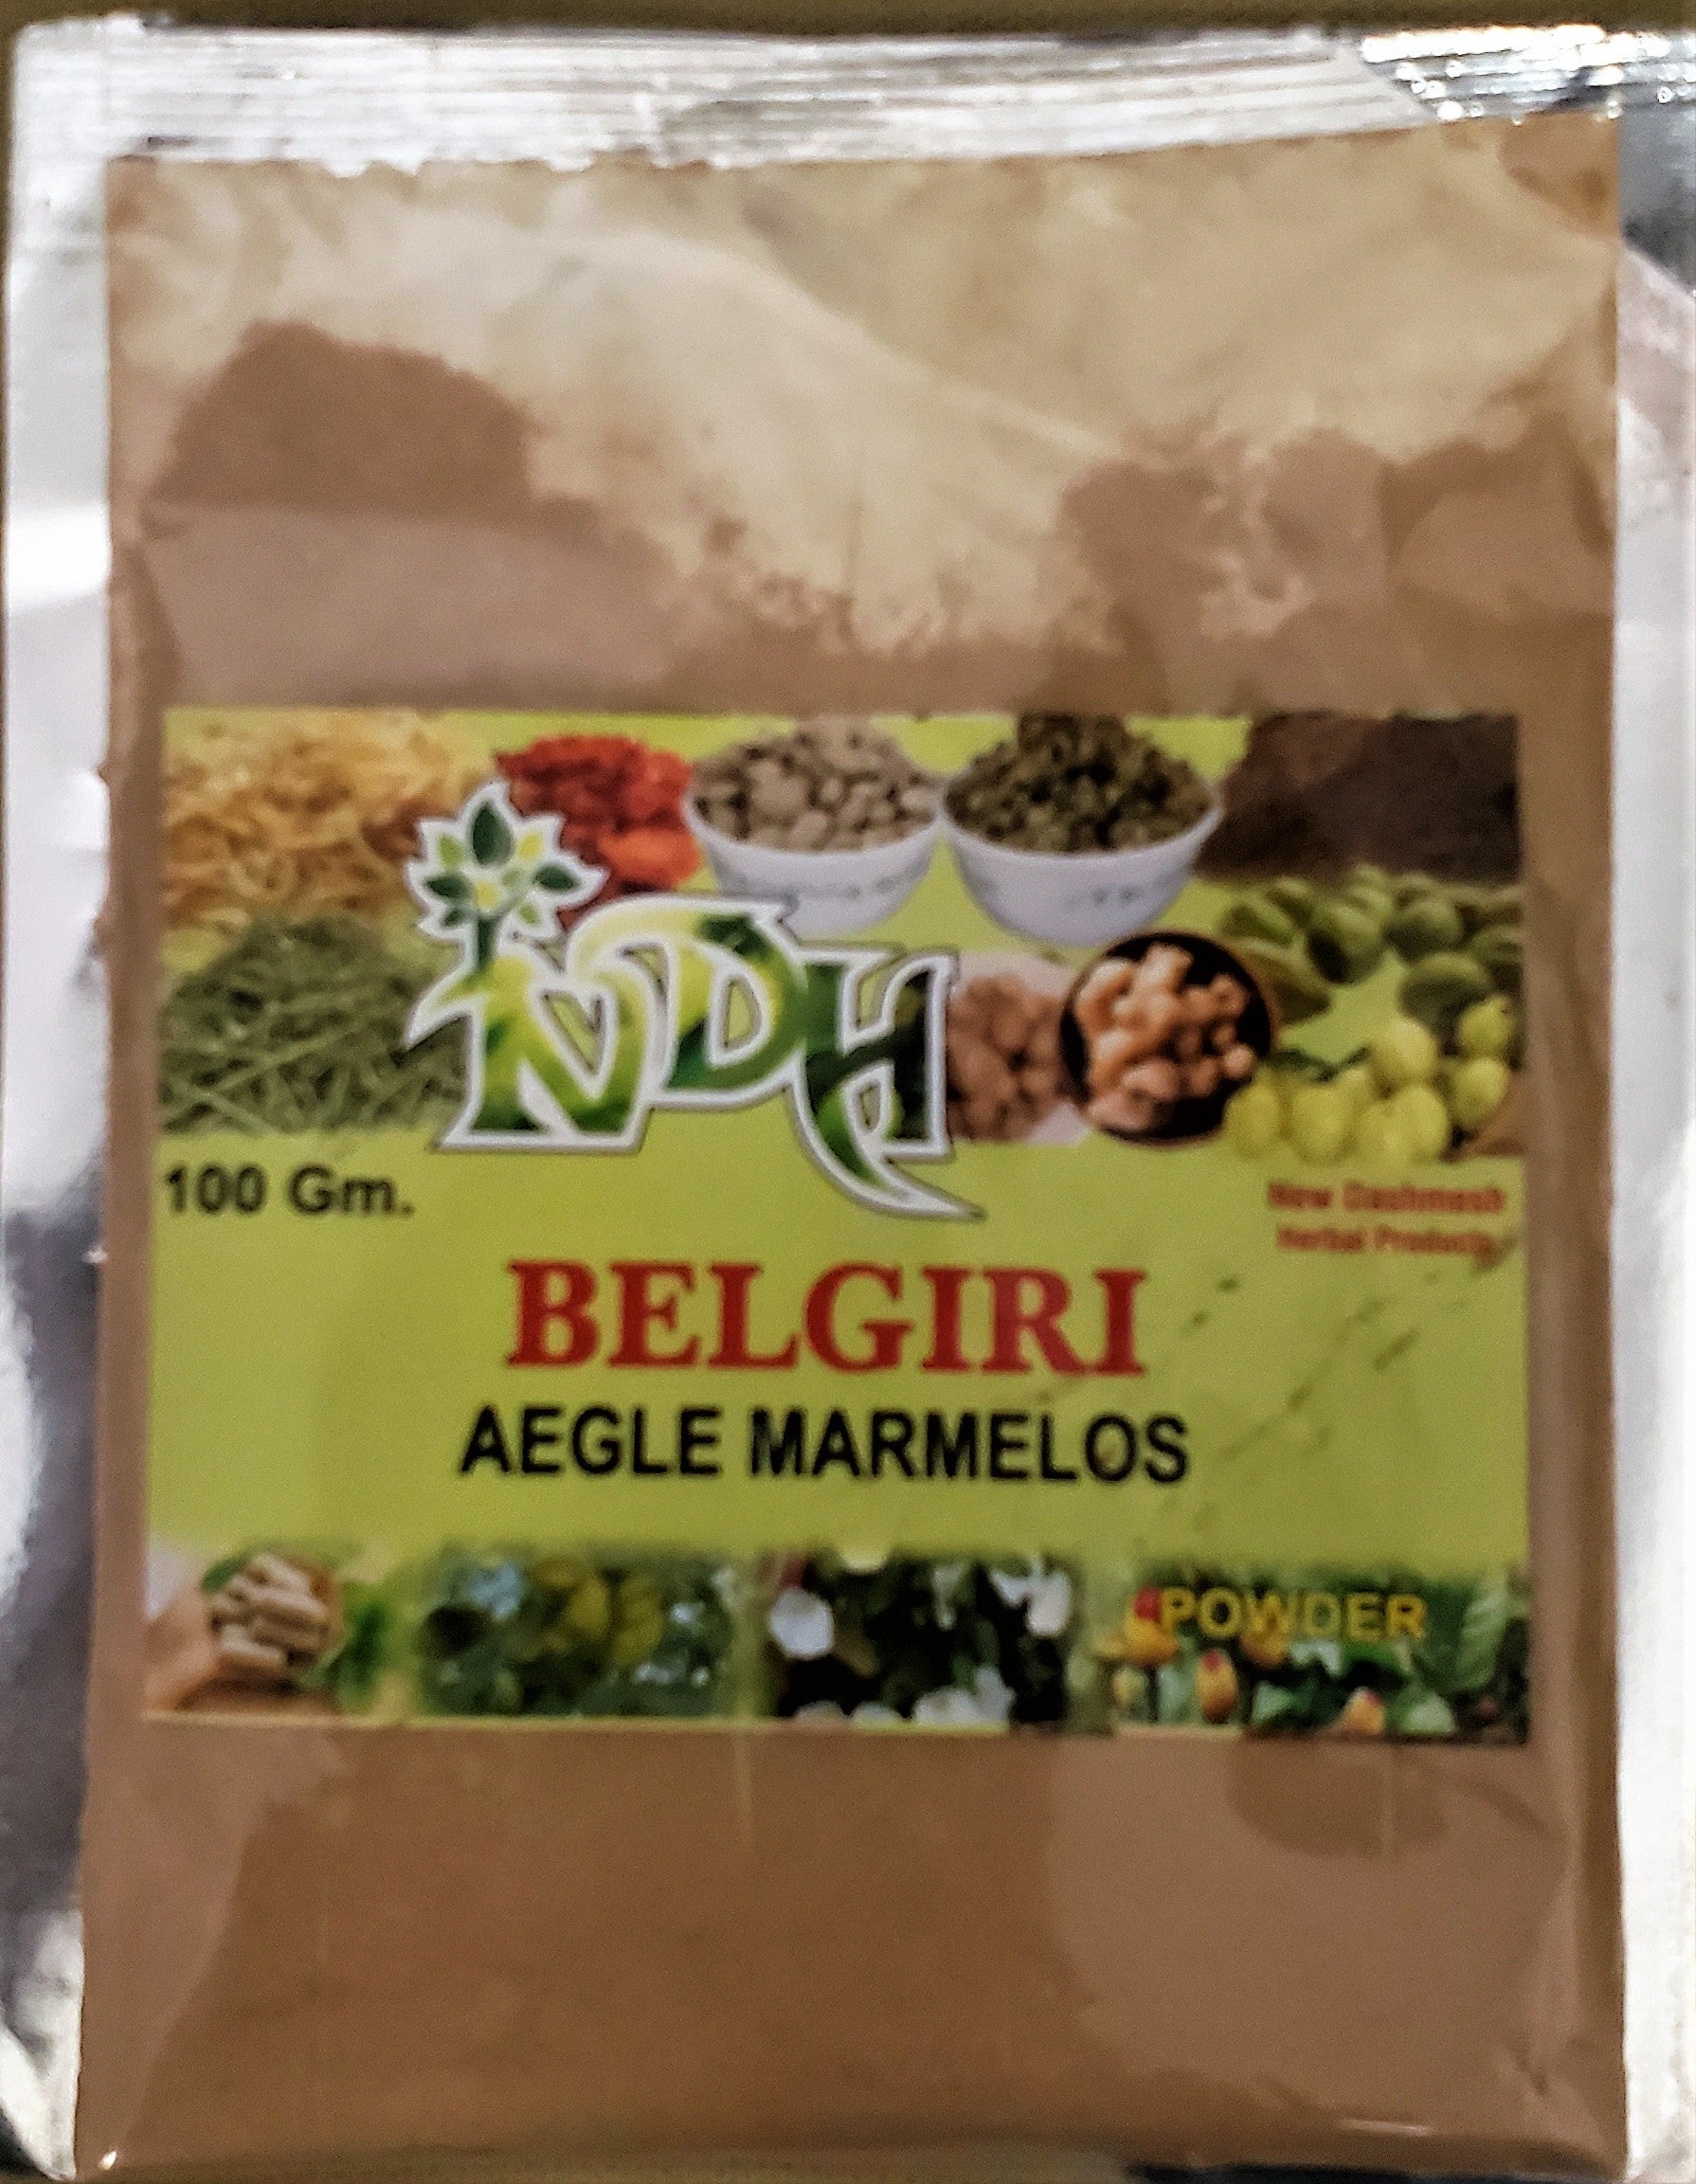 NDH
100 Gm.
New Dashmesh
Herbal Products
BELGIRI
AEGLE MARMELOS
POWDER